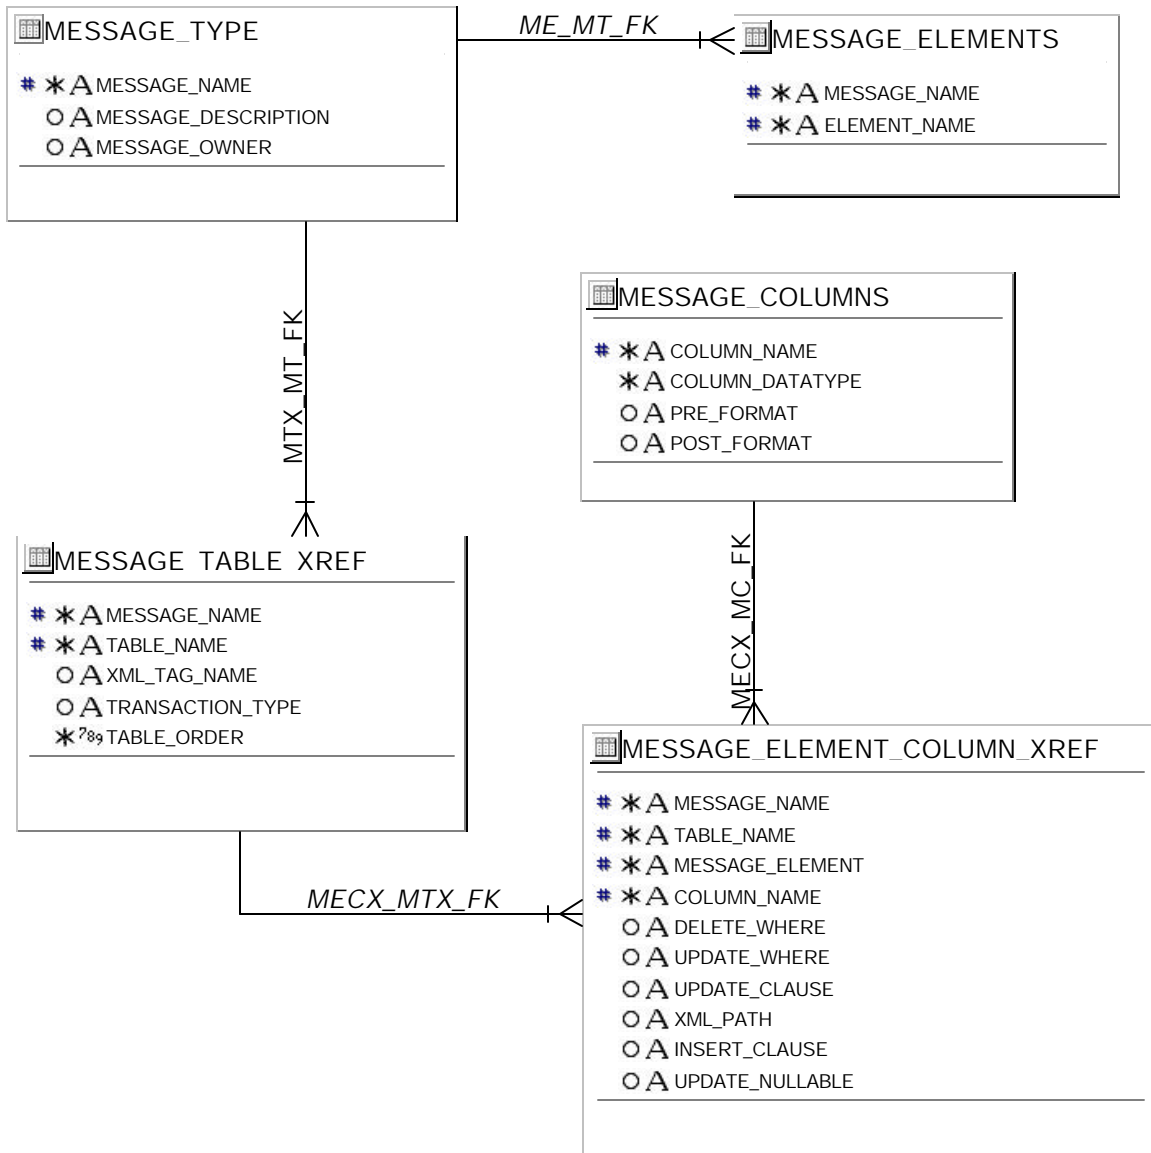 MESSAGE_TYPE
# * A MESSAGE_NAME
O A MESSAGE_DESCRIPTION
O A MESSAGE_OWNER
ME_MT_FK
MESSAGE_ELEMENTS
# * A MESSAGE_NAME
# * A ELEMENT_NAME
MTX_MT_FK
MESSAGE_COLUMNS
# * A COLUMN_NAME
* A COLUMN_DATATYPE
O A PRE_FORMAT
O A POST_FORMAT
MECX_MC_FK
MESSAGE TABLE XREF
# * A MESSAGE_NAME
# * A TABLE_NAME
O A XML_TAG_NAME
O A TRANSACTION_TYPE
* 789 TABLE_ORDER
MECX_MTX_FK
MESSAGE_ELEMENT_COLUMN_XREF
# * A MESSAGE_NAME
# * A TABLE_NAME
# * A MESSAGE_ELEMENT
# * A COLUMN_NAME
O A DELETE_WHERE
O A UPDATE_WHERE
O A UPDATE_CLAUSE
O A XML_PATH
O A INSERT_CLAUSE
O A UPDATE_NULLABLE